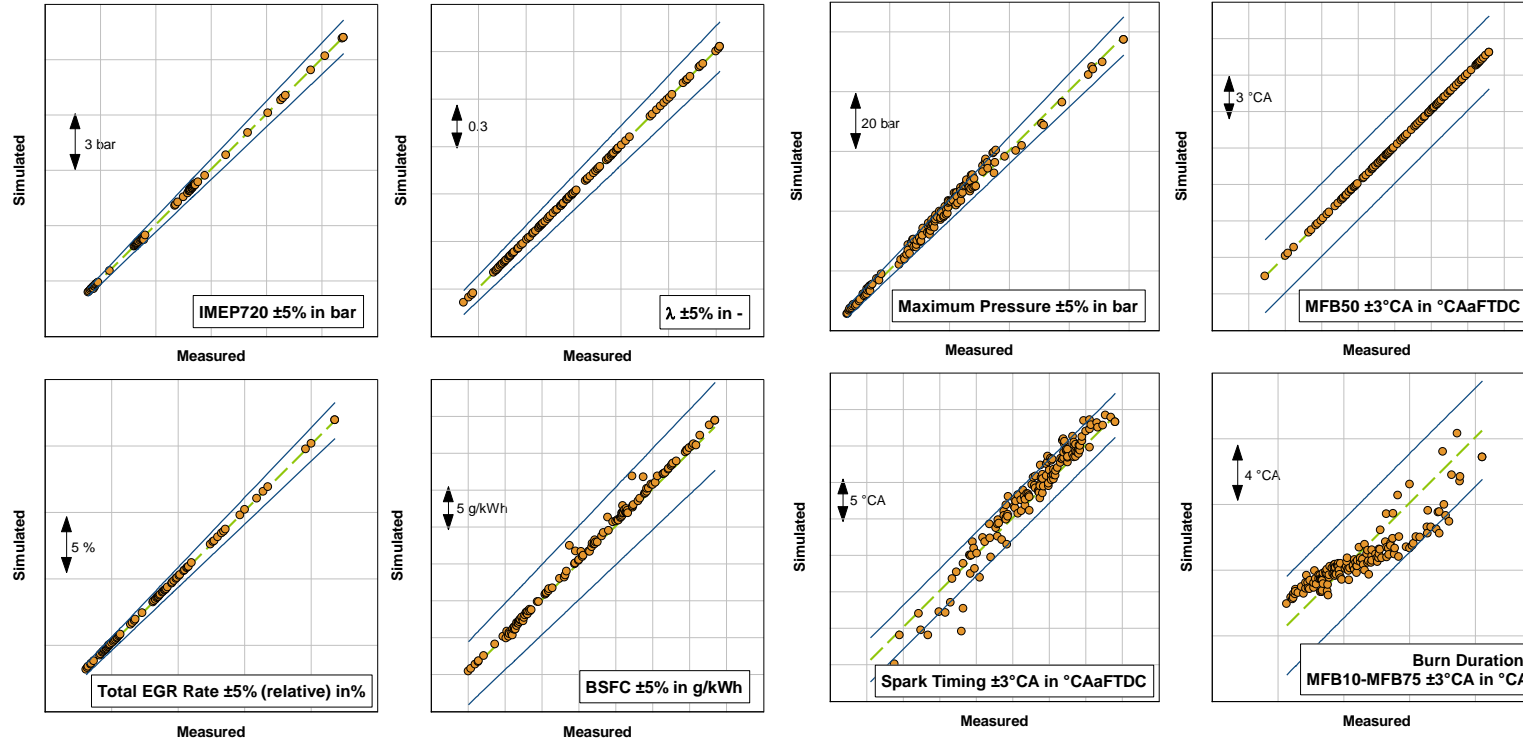 Simulated
3 bar
IMEP720 ±5% in bar
Measured
Simulated
0.3
λ ±5% in -
Measured
Simulated
20 bar
Maximum Pressure ±5% in bar
Measured
Simulated
3 °CA
MFB50 ±3°CA in °CAaFTDC
Measured
Simulated
5 %
Total EGR Rate ±5% (relative) in%
Measured
Simulated
5 g/kWh
BSFC ±5% in g/kWh
Measured
Simulated
5 °CA
Spark Timing ±3°CA in °CAaFTDC
Measured
Simulated
4 °CA
Burn Duration
MFB10-MFB75 ±3°CA in °CA
Measured